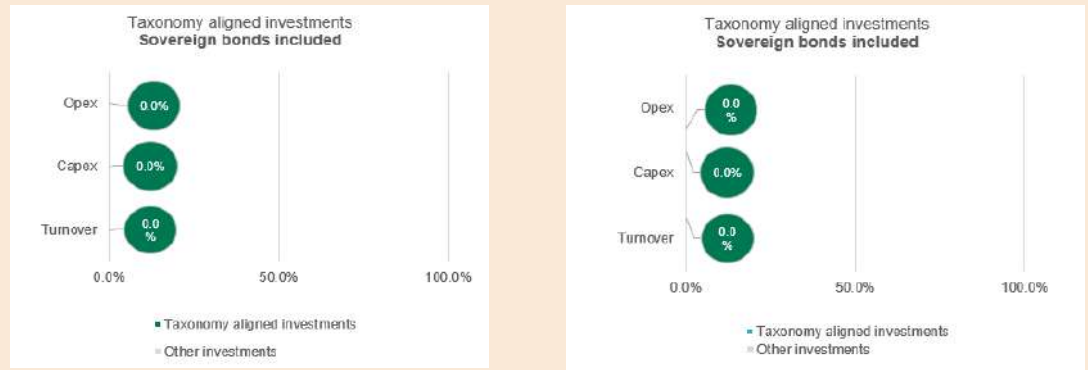 Taxonomy aligned investments
Sovereign bonds included
Opex
0.0%
Capex
0.0%
Turnover
0.0
%
0.0%
50.0%
100.0%
Taxonomy aligned investments
Other investments
Taxonomy aligned investments
Sovereign bonds included
Opex
0.0
%
Capex
0.0%
Turnover
0.0
%
0.0%
50.0%
100.0%
Taxonomy aligned investments
Other investments